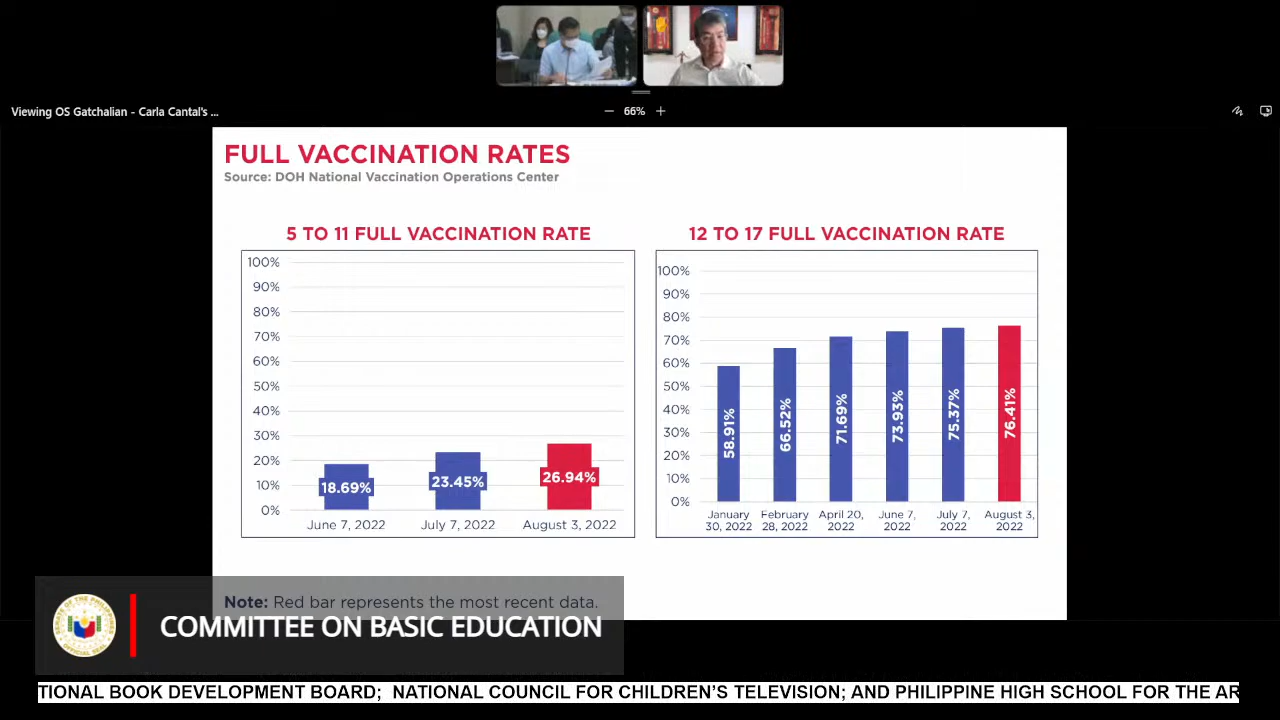 Viewing OS Gatchalian - Carla Cantal's ...
66%
FULL VACCINATION RATES
Source: DOH National Vaccination Operations Center
5 TO 11 FULL VACCINATION RATE
100%
90%
80%
70%
60%
50%
40%
30%
20%
10%
0%
18.69%
23.45%
26.94%
June 7, 2022
July 7, 2022
August 3, 2022
12 TO 17 FULL VACCINATION RATE
100%
90%
80%
70%
60%
50%
40%
30%
20%
10%
0%
58.91%
66.52%
71.69%
73.93%
75.37%
76.41%
January
30, 2022
February
28, 2022
April 20,
2022
June 7,
2022
July 7,
2022
August 3,
2022
Note: Red bar represents the most recent data.
COMMITTEE ON BASIC EDUCATION
TIONAL BOOK DEVELOPMENT BOARD; NATIONAL COUNCIL FOR CHILDREN'S TELEVISION; AND PHILIPPINE HIGH SCHOOL FOR THE AR